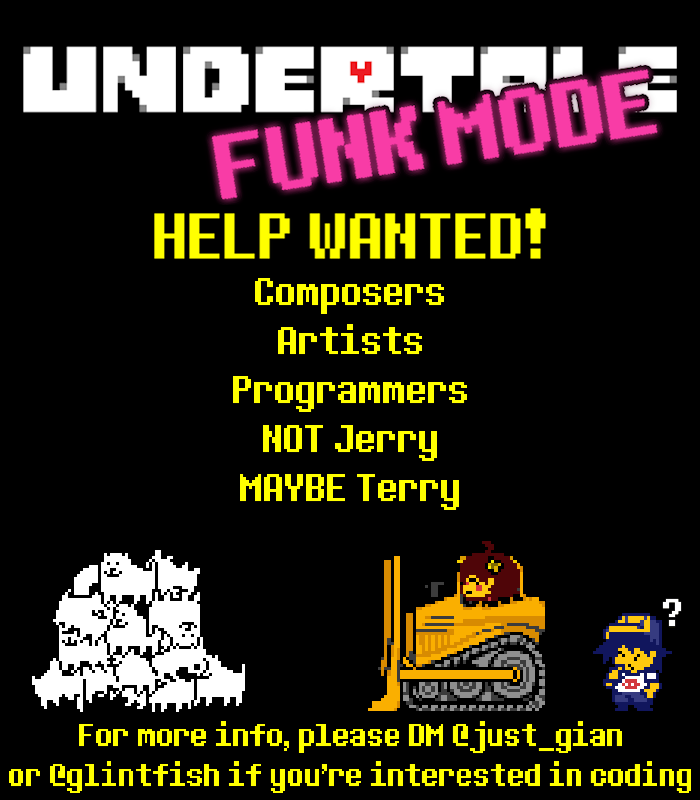 UNDERTALE
FUNK MODE
HELP WANTED!
Composers
Artists
Programmers
NOT Jerry
MAYBE Terry
?
For more info, please DM @just_gian
or @glintfish if you're interested in coding